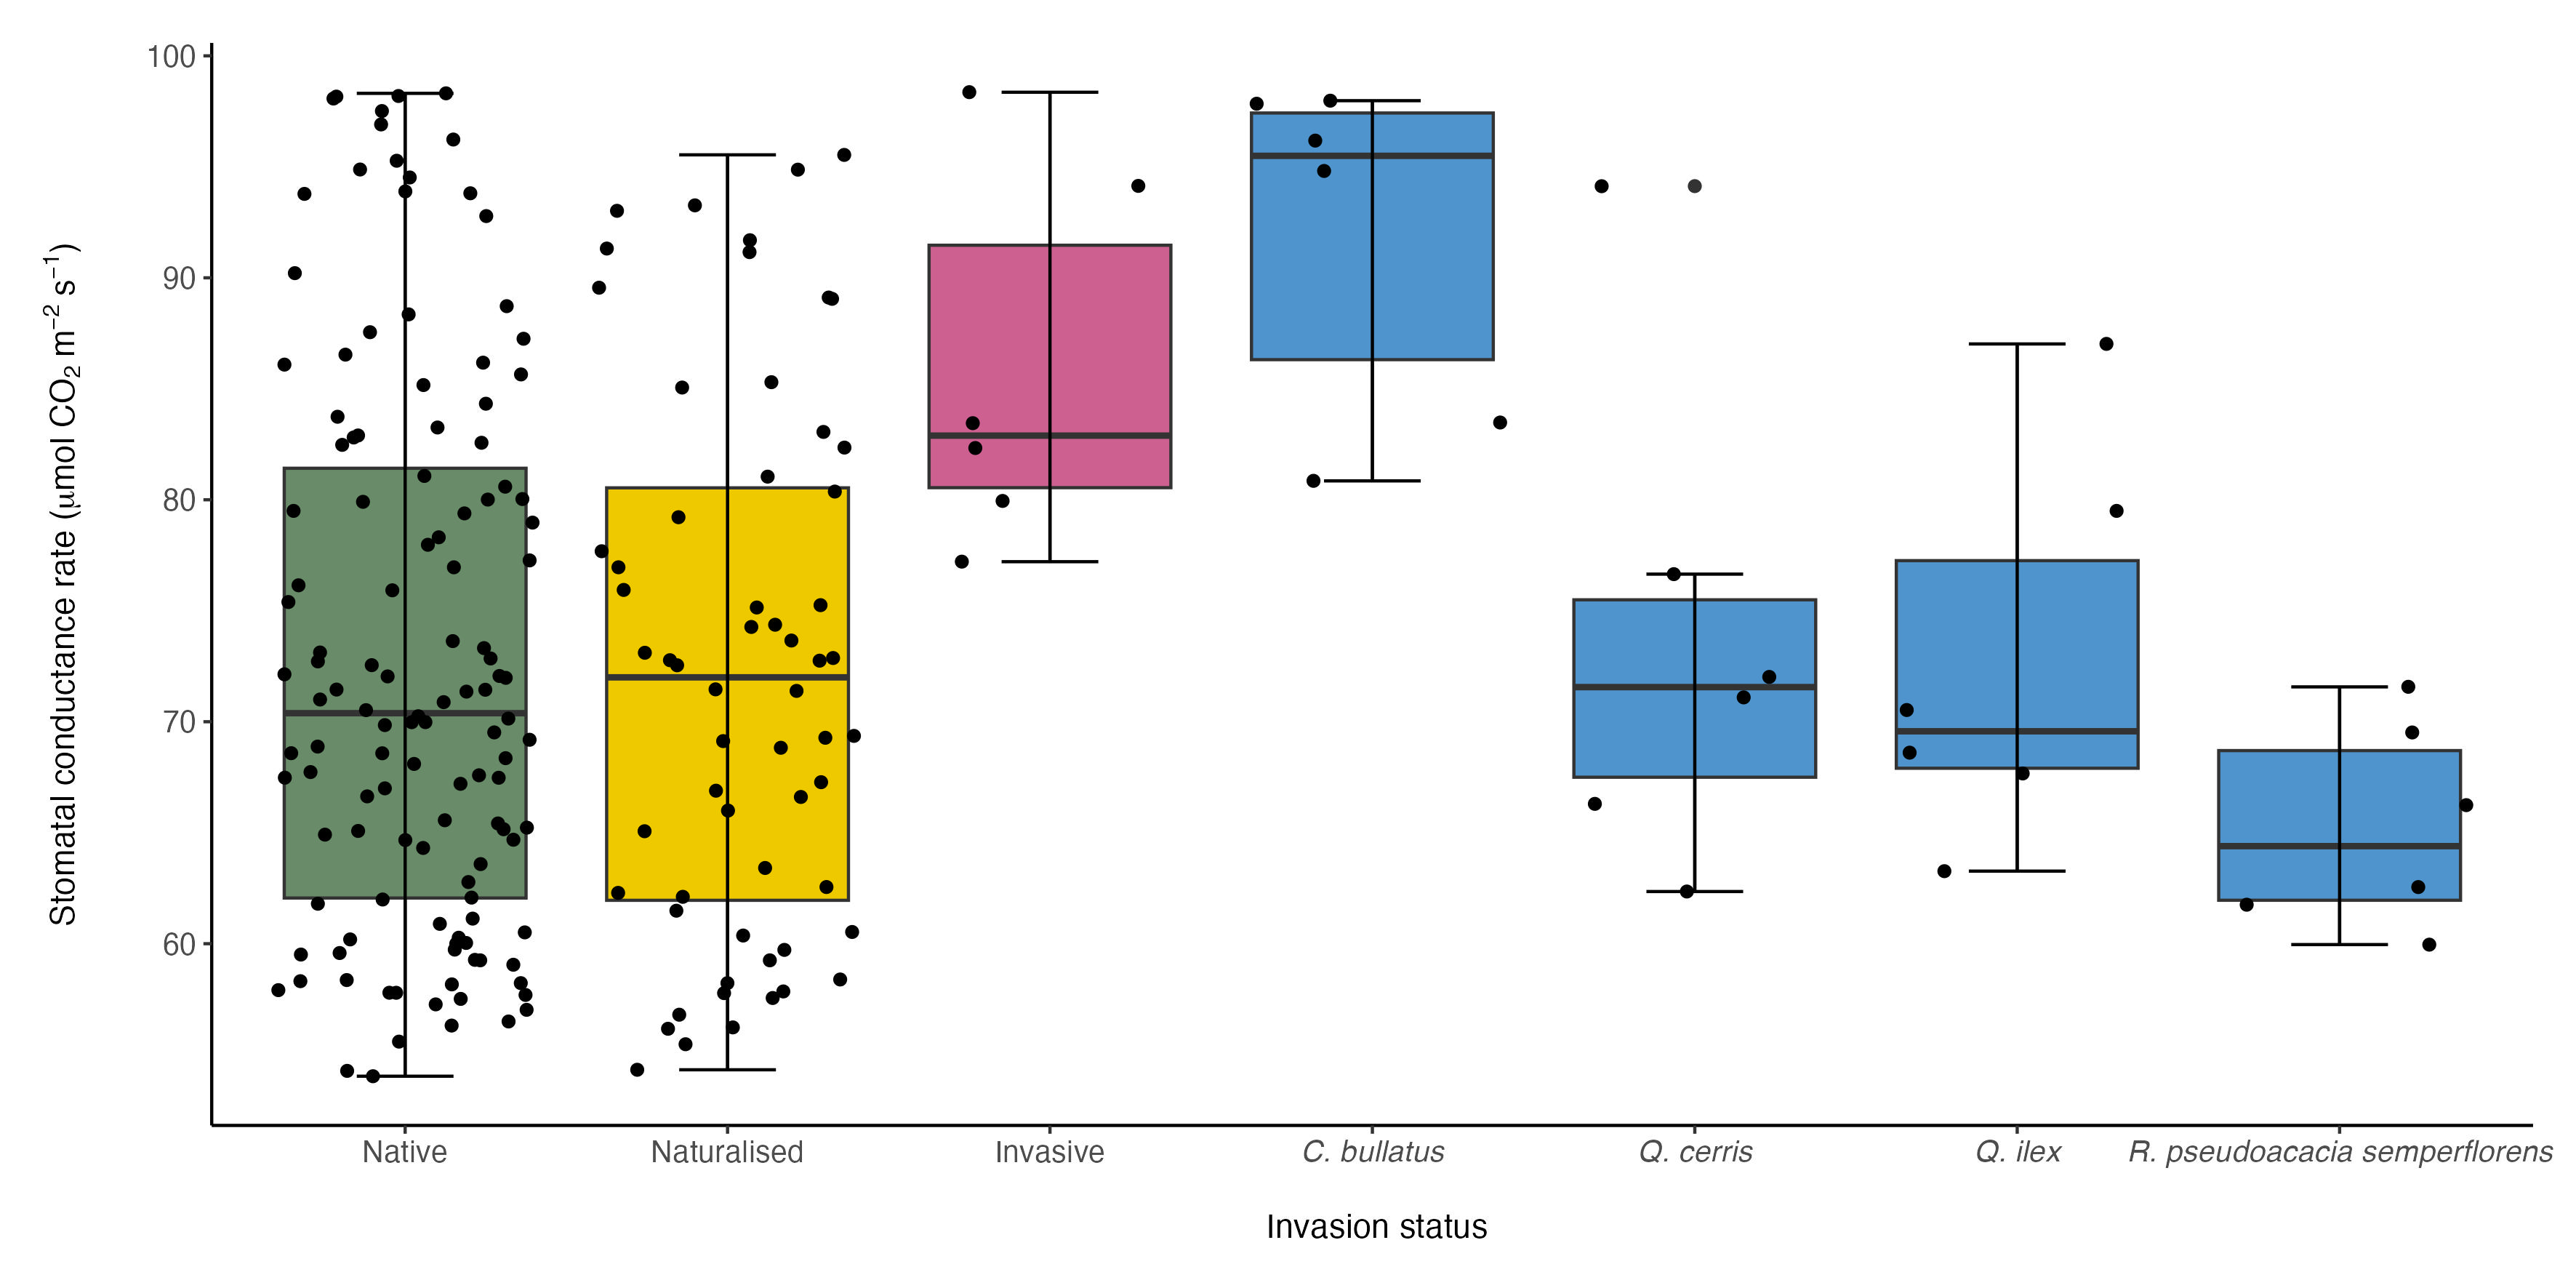 Stomatal conductance rate (μmol CO₂ m⁻² s⁻¹)
100
90
80
70
60
Native Naturalised Invasive C. bullatus Q. cerris Q. ilex R. pseudoacacia semperflorens
Invasion status